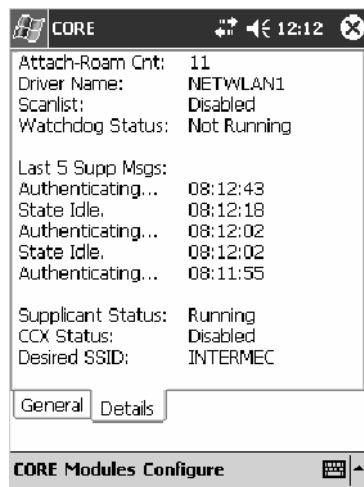 CORE 12:12
Attach-Roam Cnt: 11
Driver Name: NETWLAN1
Scanlist: Disabled
Watchdog Status: Not Running
Last 5 Supp Msgs:
Authenticating... 08:12:43
State Idle. 08:12:18
Authenticating... 08:12:02
State Idle. 08:12:02
Authenticating... 08:11:55
Supplicant Status: Running
CCX Status: Disabled
Desired SSID: INTERMEC
General Details
CORE Modules Configure